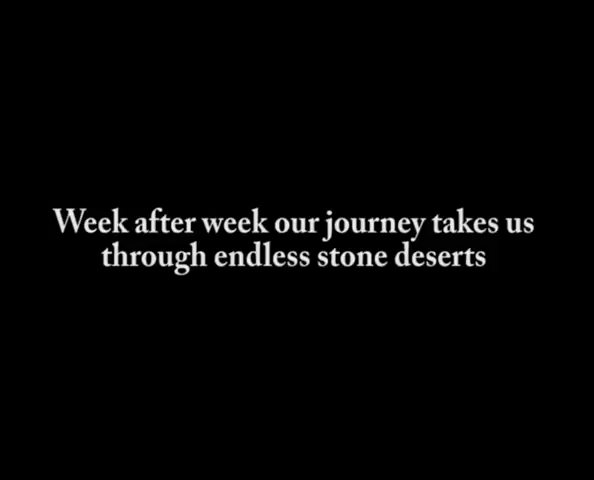 Week after week our journey takes us
through endless stone deserts